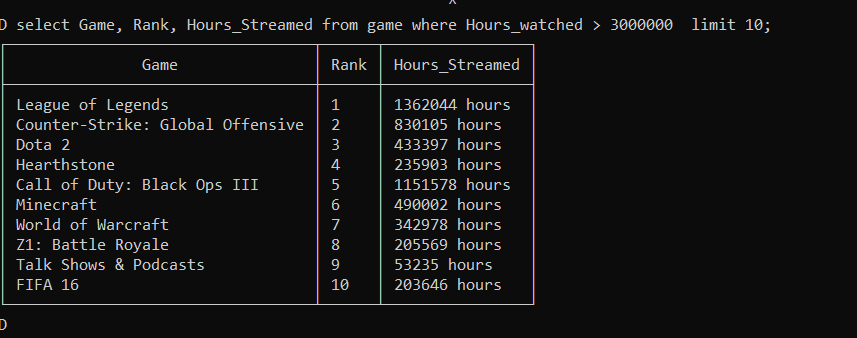 ^
D select Game, Rank, Hours_Streamed from game where Hours_watched > 3000000  limit 10;
Game Rank Hours_Streamed
League of Legends 1 1362044 hours
Counter-Strike: Global Offensive 2 830105 hours
Dota 2 3 433397 hours
Hearthstone 4 235903 hours
Call of Duty: Black Ops III 5 1151578 hours
Minecraft 6 490002 hours
World of Warcraft 7 342978 hours
Z1: Battle Royale 8 205569 hours
Talk Shows & Podcasts 9 53235 hours
FIFA 16 10 203646 hours
D